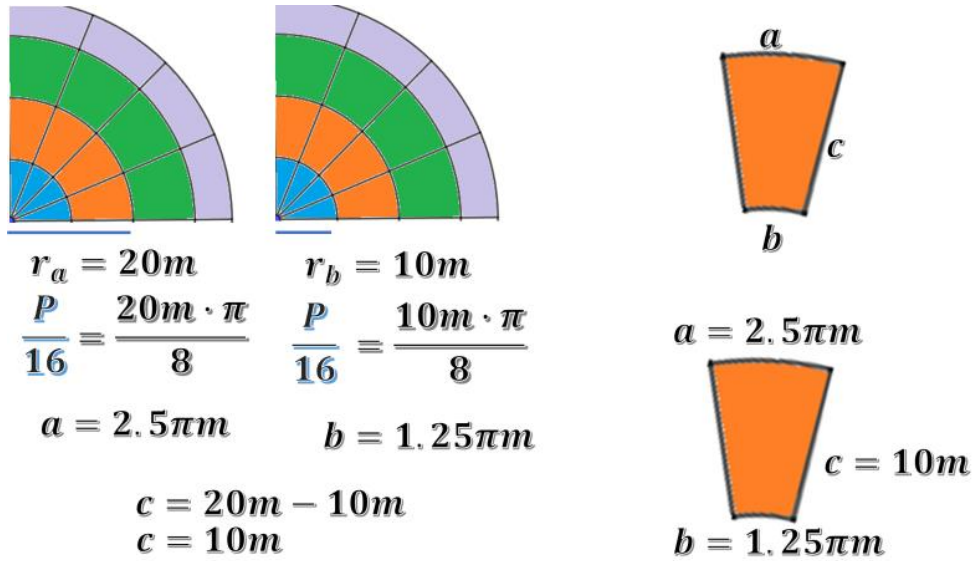 r_a = 20m
P/16 = 20m · π/8
a = 2.5πm
r_b = 10m
P/16 = 10m · π/8
b = 1.25πm
c = 20m − 10m
c = 10m
a
c
b
a = 2.5πm
c = 10m
b = 1.25πm